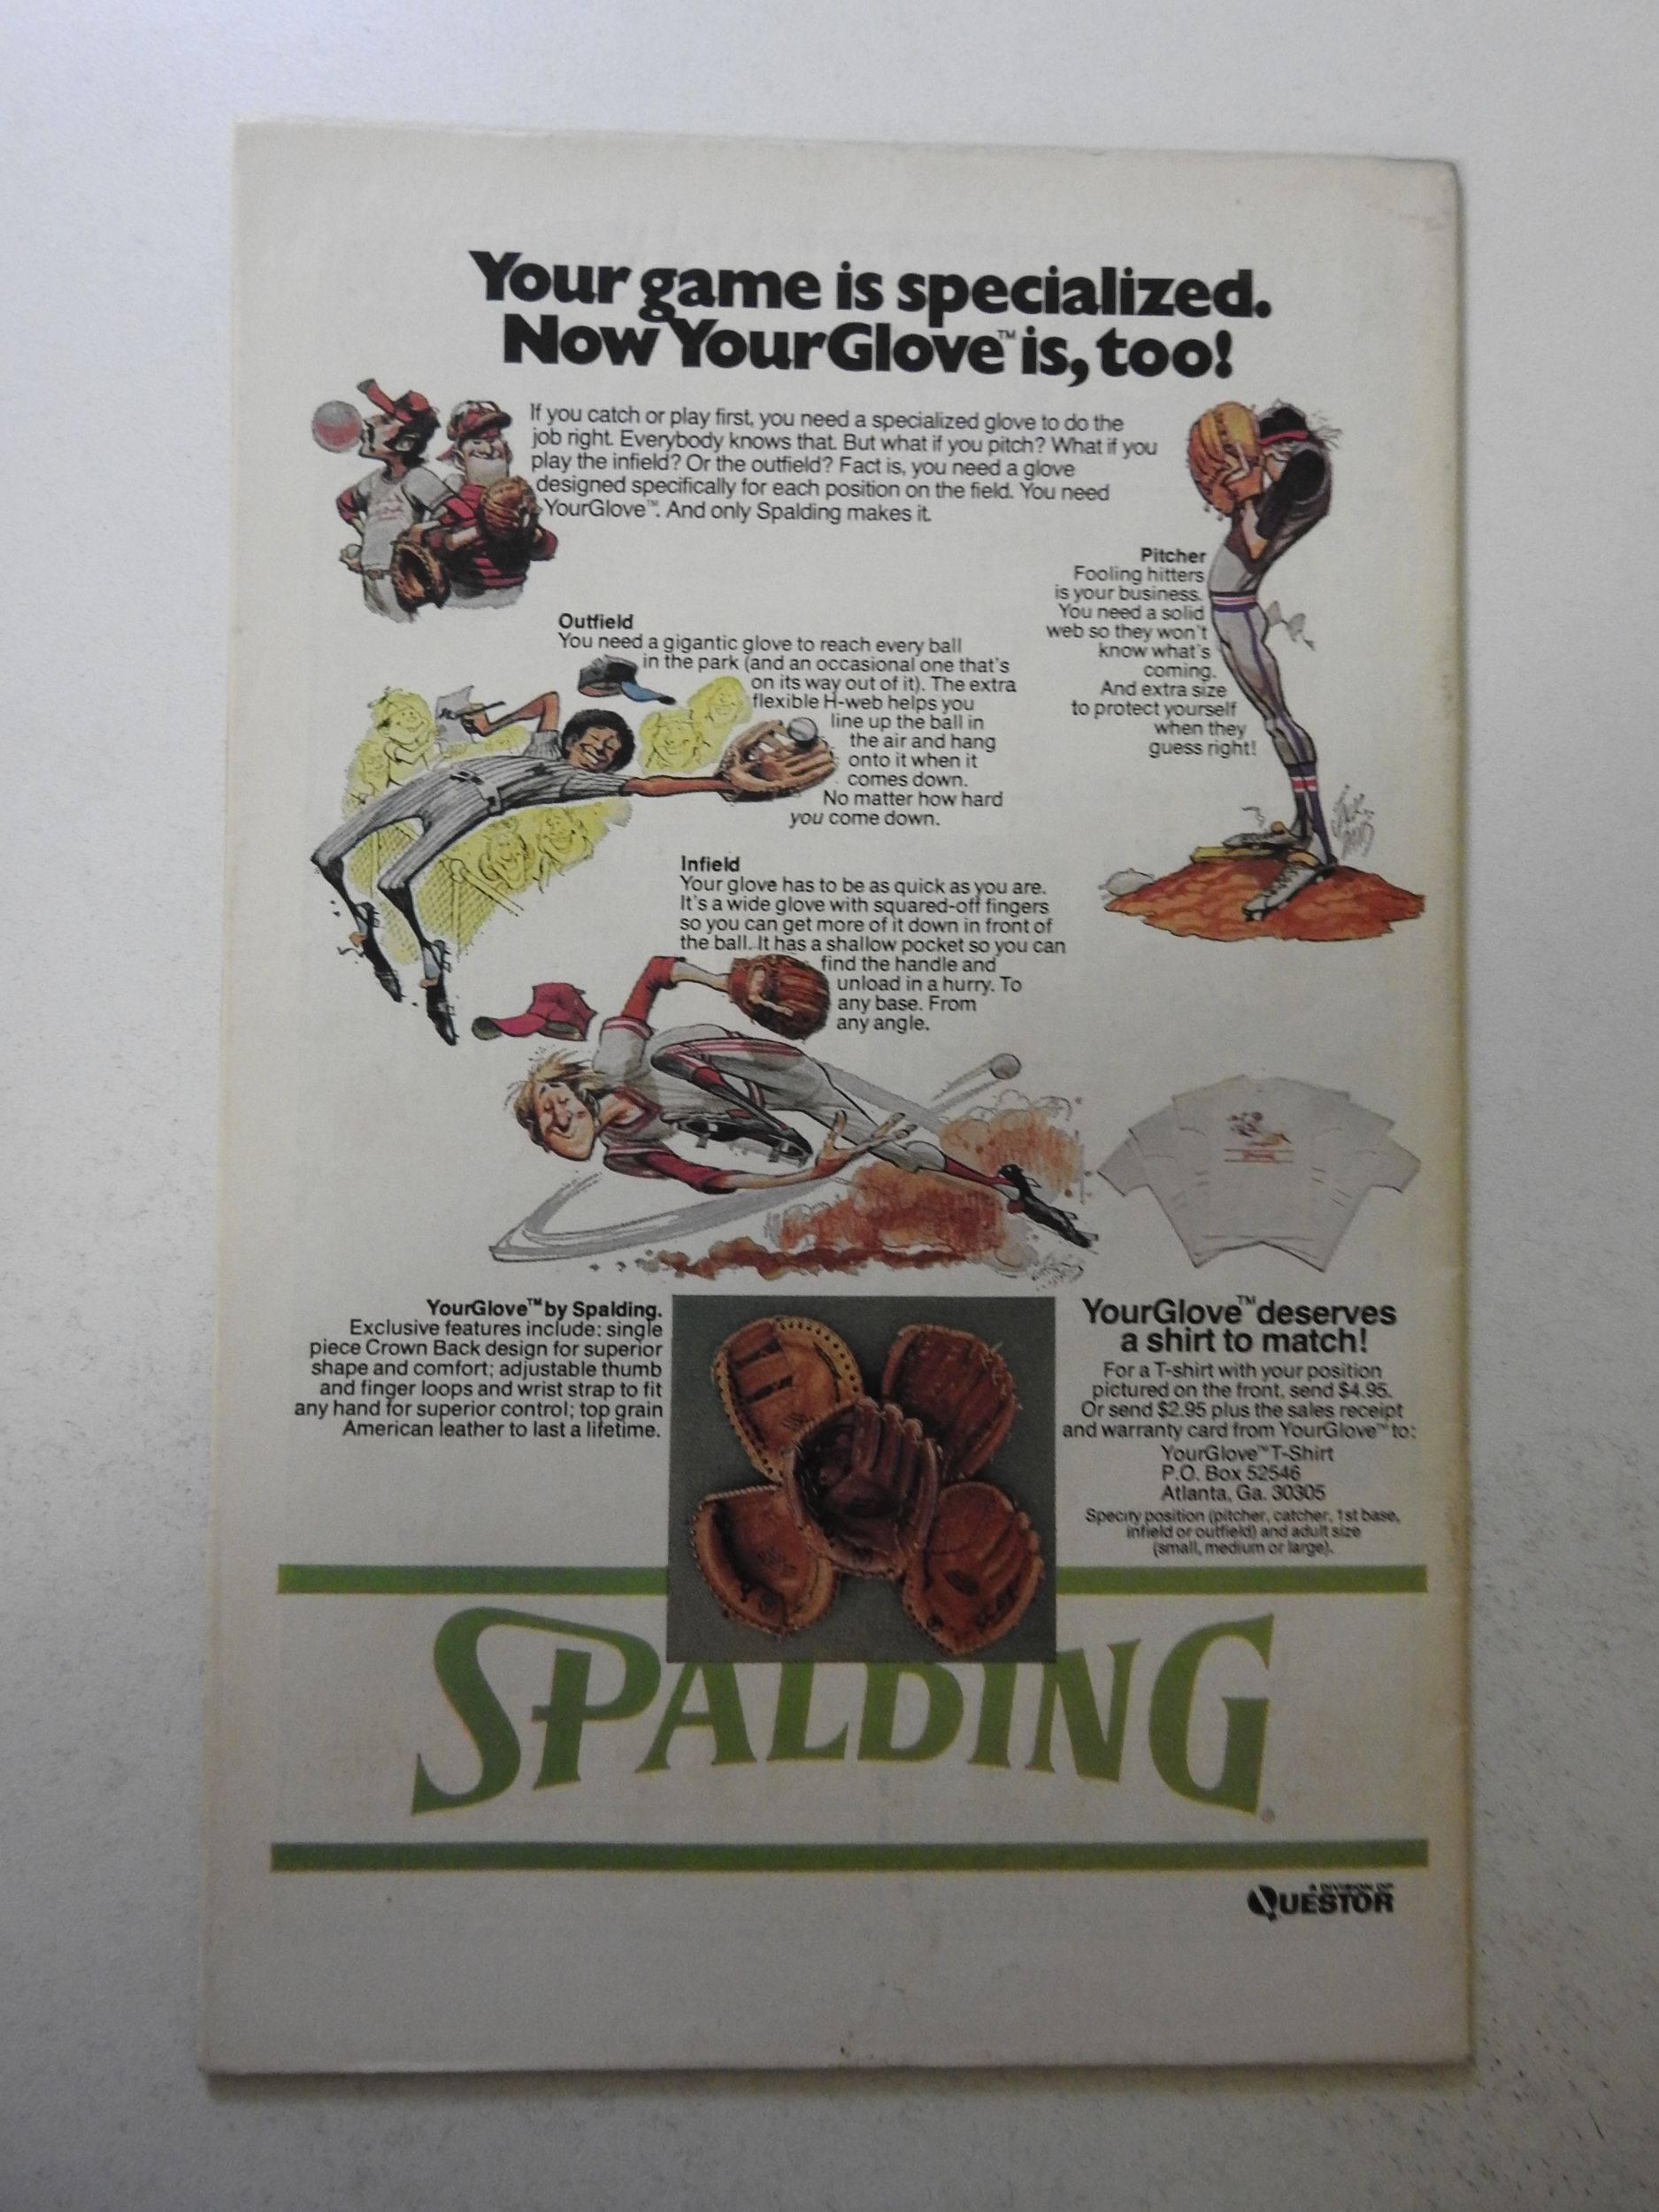 Your game is specialized.
Now YourGlove™ is, too!
If you catch or play first, you need a specialized glove to do the
job right. Everybody knows that. But what if you pitch? What if you
play the infield? Or the outfield? Fact is, you need a glove
designed specifically for each position on the field. You need
YourGlove™. And only Spalding makes it.
Pitcher
Fooling hitters
is your business.
You need a solid
web so they won't
know what's
coming.
And extra size
to protect yourself
when they
guess right!
Outfield
You need a gigantic glove to reach every ball
in the park (and an occasional one that's
on its way out of it). The extra
flexible H-web helps you
line up the ball in
the air and hang
onto it when it
comes down.
No matter how hard
you come down.
Infield
Your glove has to be as quick as you are.
It's a wide glove with squared-off fingers
so you can get more of it down in front of
the ball. It has a shallow pocket so you can
find the handle and
unload in a hurry. To
any base. From
any angle.
YourGlove™ by Spalding.
Exclusive features include: single
piece Crown Back design for superior
shape and comfort; adjustable thumb
and finger loops and wrist strap to fit
any hand for superior control; top grain
American leather to last a lifetime.
YourGlove™ deserves
a shirt to match!
For a T-shirt with your position
pictured on the front, send $4.95.
Or send $2.95 plus the sales receipt
and warranty card from YourGlove™ to:
YourGlove™ T-Shirt
P.O. Box 52546
Atlanta, Ga. 30305
Specify position (pitcher, catcher, 1st base,
infield or outfield) and adult size
(small, medium or large).
SPALDING®
A DIVISION OF
QUESTOR